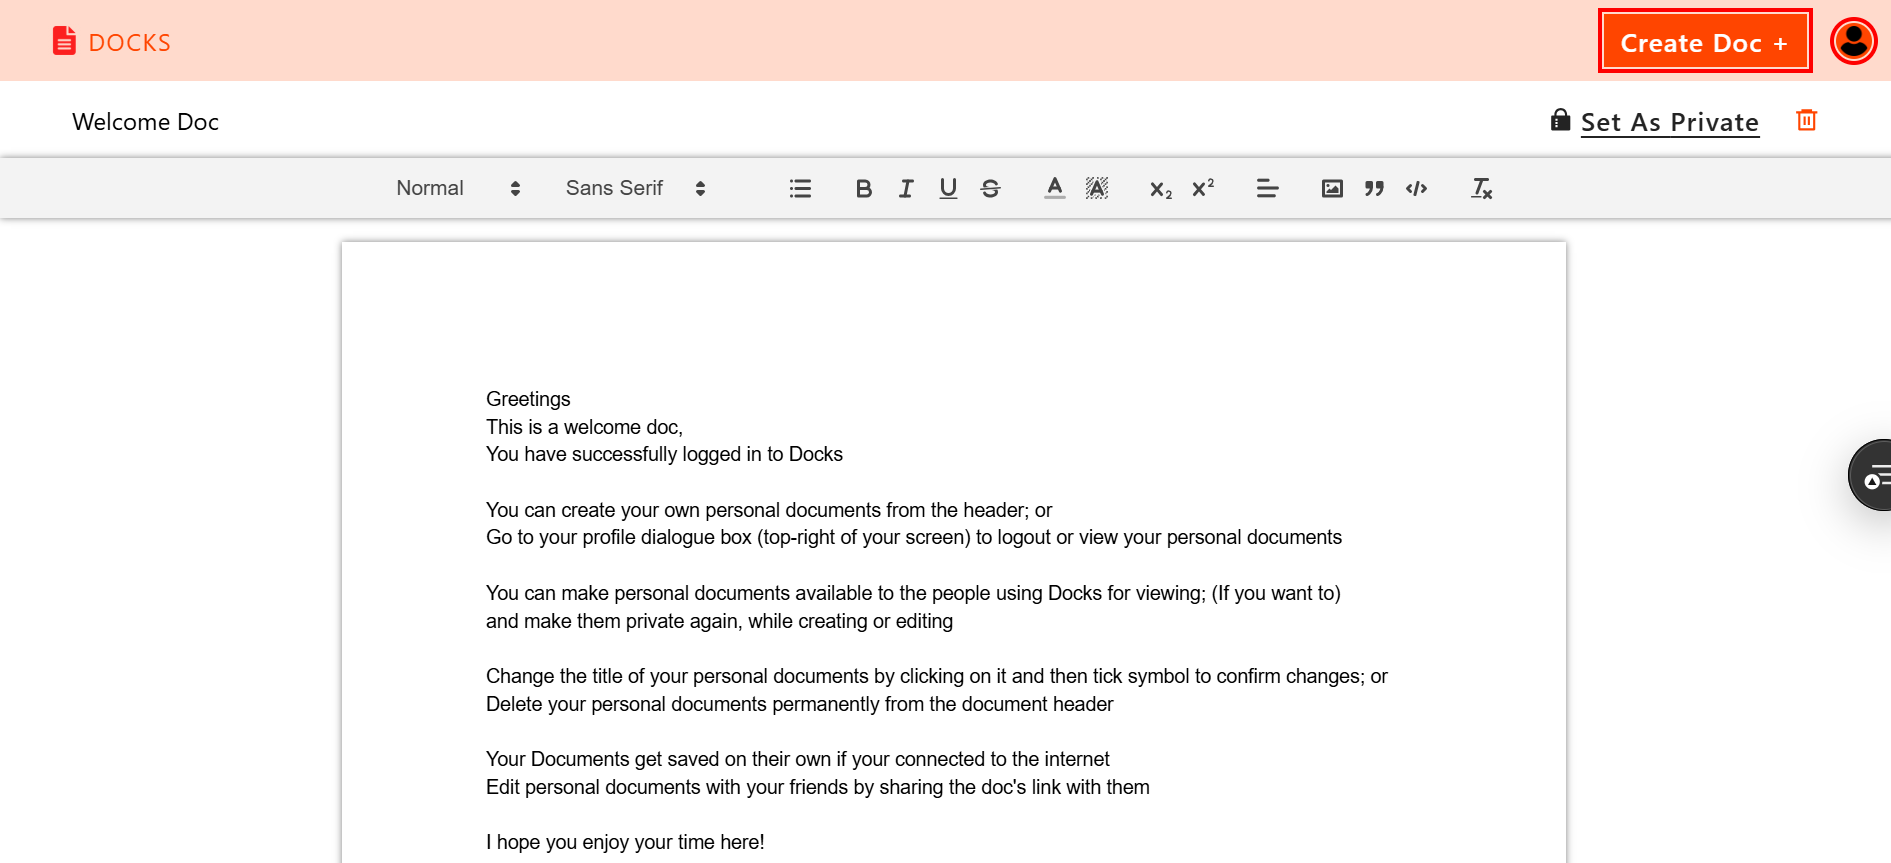 DOCKS
Create Doc +
Welcome Doc
Set As Private
Normal
Sans Serif
Greetings
This is a welcome doc,
You have successfully logged in to Docks
You can create your own personal documents from the header; or
Go to your profile dialogue box (top-right of your screen) to logout or view your personal documents
You can make personal documents available to the people using Docks for viewing; (If you want to)
and make them private again, while creating or editing
Change the title of your personal documents by clicking on it and then tick symbol to confirm changes; or
Delete your personal documents permanently from the document header
Your Documents get saved on their own if your connected to the internet
Edit personal documents with your friends by sharing the doc's link with them
I hope you enjoy your time here!